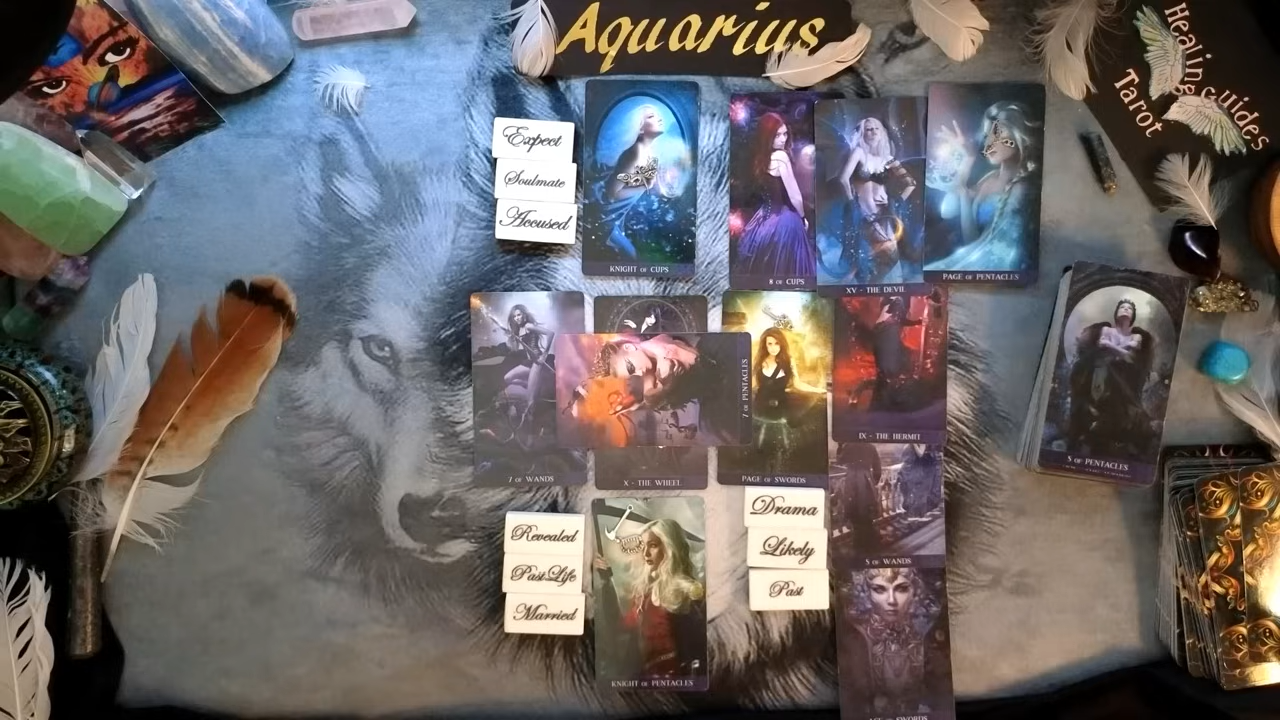 Aquarius
Healing guides
Tarot
Expect
Soulmate
Accused
KNIGHT OF CUPS
8 OF CUPS
XV - THE DEVIL
PAGE OF PENTACLES
7 OF WANDS
X - THE WHEEL
7 OF PENTACLES
PAGE OF SWORDS
IX - THE HERMIT
5 OF PENTACLES
Revealed
Past Life
Married
KNIGHT OF PENTACLES
Drama
Likely
Past
5 OF WANDS